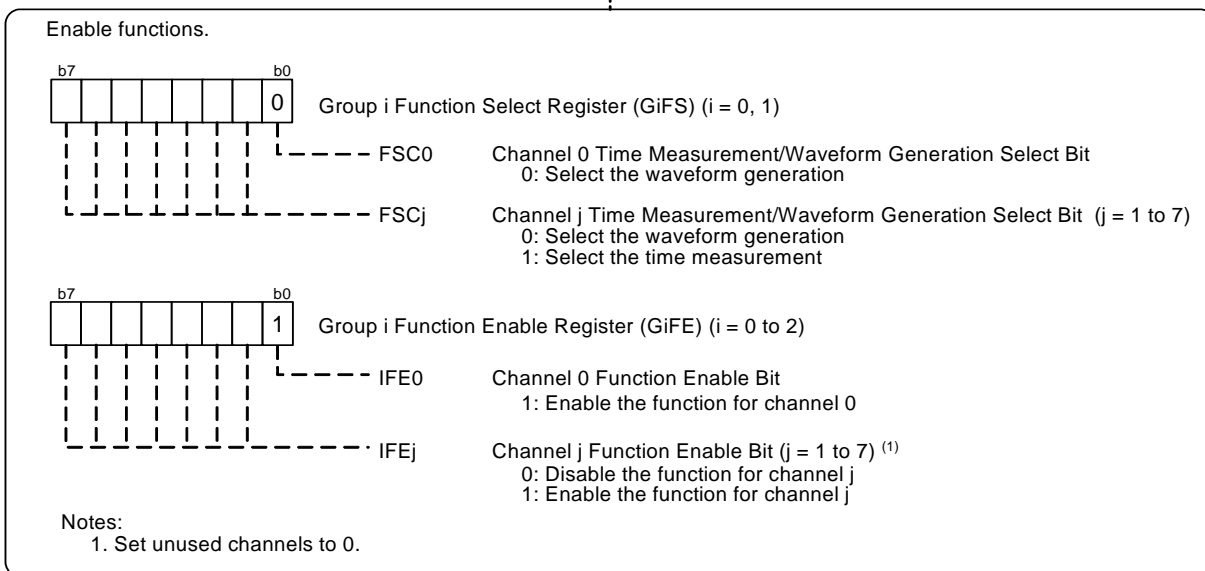 Enable functions.
b7 b0
0 Group i Function Select Register (GiFS) (i = 0, 1)
FSC0 Channel 0 Time Measurement/Waveform Generation Select Bit
0: Select the waveform generation
FSCj Channel j Time Measurement/Waveform Generation Select Bit (j = 1 to 7)
0: Select the waveform generation
1: Select the time measurement
b7 b0
1 Group i Function Enable Register (GiFE) (i = 0 to 2)
IFE0 Channel 0 Function Enable Bit
1: Enable the function for channel 0
IFEj Channel j Function Enable Bit (j = 1 to 7) (1)
0: Disable the function for channel j
1: Enable the function for channel j
Notes:
1. Set unused channels to 0.